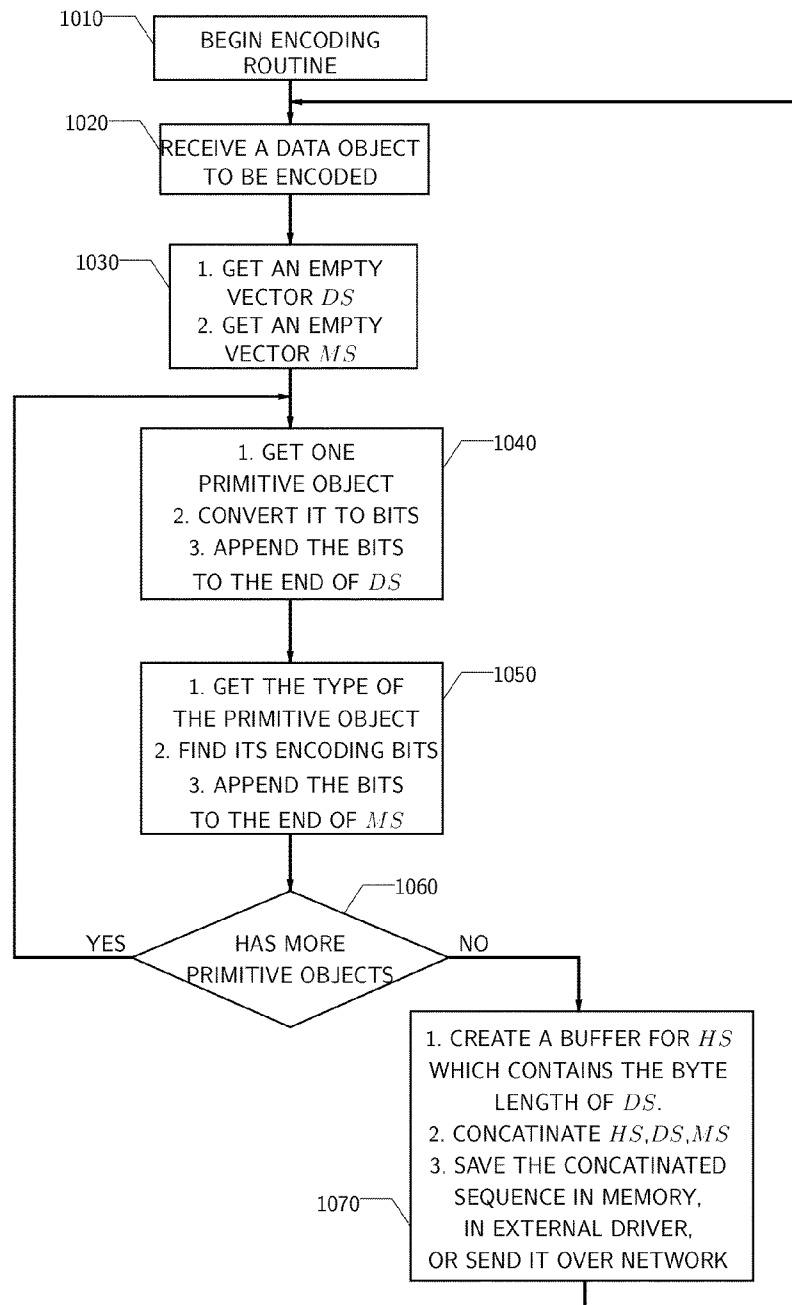 1010
BEGIN ENCODING
ROUTINE
1020
RECEIVE A DATA OBJECT
TO BE ENCODED
1030
1. GET AN EMPTY
VECTOR DS
2. GET AN EMPTY
VECTOR MS
1040
1. GET ONE
PRIMITIVE OBJECT
2. CONVERT IT TO BITS
3. APPEND THE BITS
TO THE END OF DS
1050
1. GET THE TYPE OF
THE PRIMITIVE OBJECT
2. FIND ITS ENCODING BITS
3. APPEND THE BITS
TO THE END OF MS
1060
YES
HAS MORE
PRIMITIVE OBJECTS
NO
1. CREATE A BUFFER FOR HS
WHICH CONTAINS THE BYTE
LENGTH OF DS.
2. CONCATINATE HS,DS,MS
3. SAVE THE CONCATINATED
SEQUENCE IN MEMORY,
IN EXTERNAL DRIVER,
OR SEND IT OVER NETWORK
1070